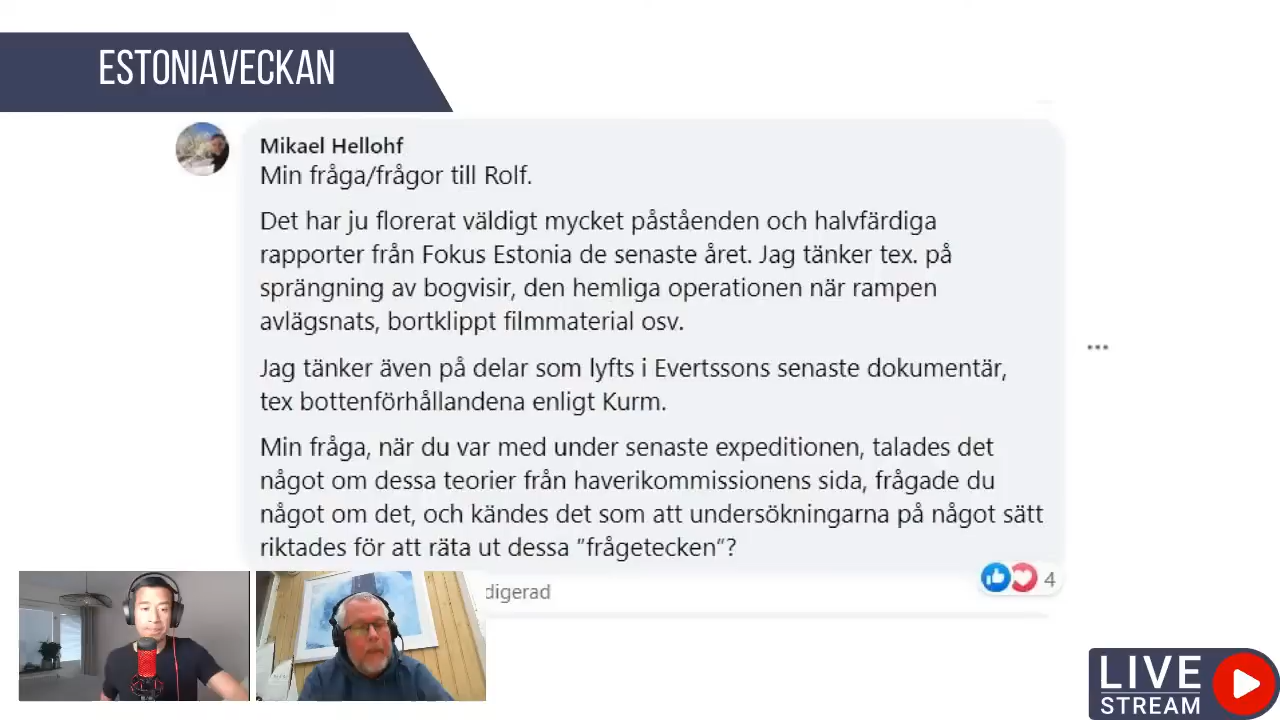 ESTONIAVECKAN
Mikael Hellohf
Min fråga/frågor till Rolf.
Det har ju florerat väldigt mycket påståenden och halvfärdiga
rapporter från Fokus Estonia de senaste året. Jag tänker tex. på
sprängning av bogvisir, den hemliga operationen när rampen
avlägsnats, bortklippt filmmaterial osv.
Jag tänker även på delar som lyfts i Evertssons senaste dokumentär,
tex bottenförhållandena enligt Kurm.
Min fråga, när du var med under senaste expeditionen, talades det
något om dessa teorier från haverikommissionens sida, frågade du
något om det, och kändes det som att undersökningarna på något sätt
riktades för att räta ut dessa ”frågetecken”?
digerad
4
LIVE
STREAM